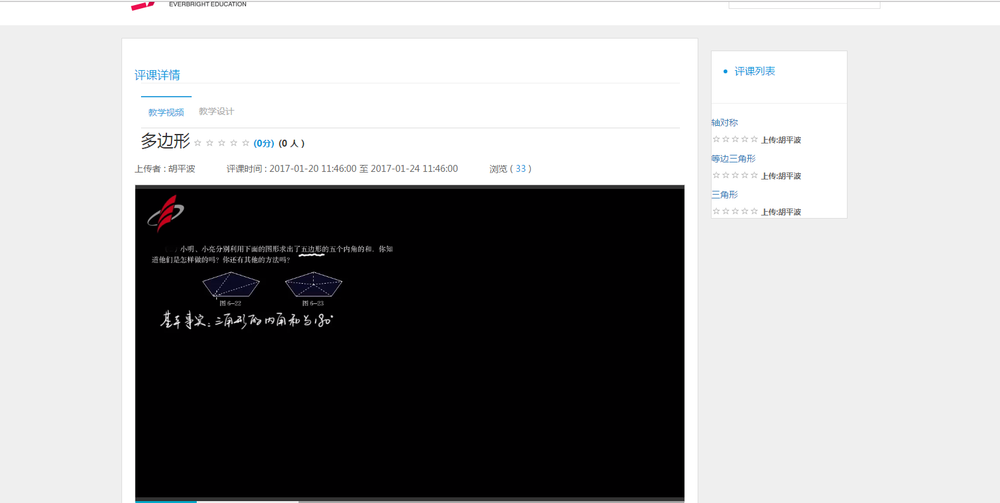 EVERBRIGHT EDUCATION
评课详情
教学视频 教学设计
多边形 ☆ ☆ ☆ ☆ ☆ (0分) (0 人 )
上传者 : 胡平波 评课时间 : 2017-01-20 11:46:00 至 2017-01-24 11:46:00 浏览 ( 33 )
小明、小亮分别利用下面的图形求出了五边形的五个内角的和. 你知
道他们是怎样做的吗? 你还有其他的方法吗?
图 6-22 图 6-23
基本事实: 三角形的内角和为180°
评课列表
轴对称
☆☆☆☆☆ 上传:胡平波
等边三角形
☆☆☆☆☆ 上传:胡平波
三角形
☆☆☆☆☆ 上传:胡平波